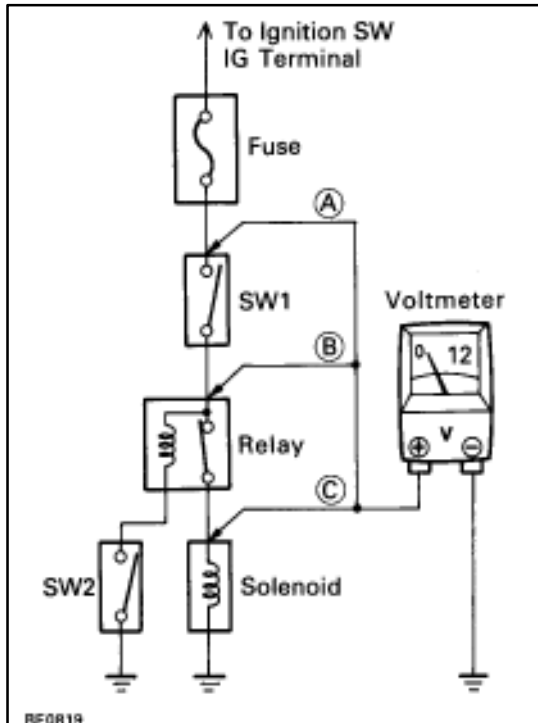 To Ignition SW
IG Terminal
Fuse
A
SW1
Voltmeter
B
0 12
Relay
V
+ −
C
SW2
Solenoid
BE0819